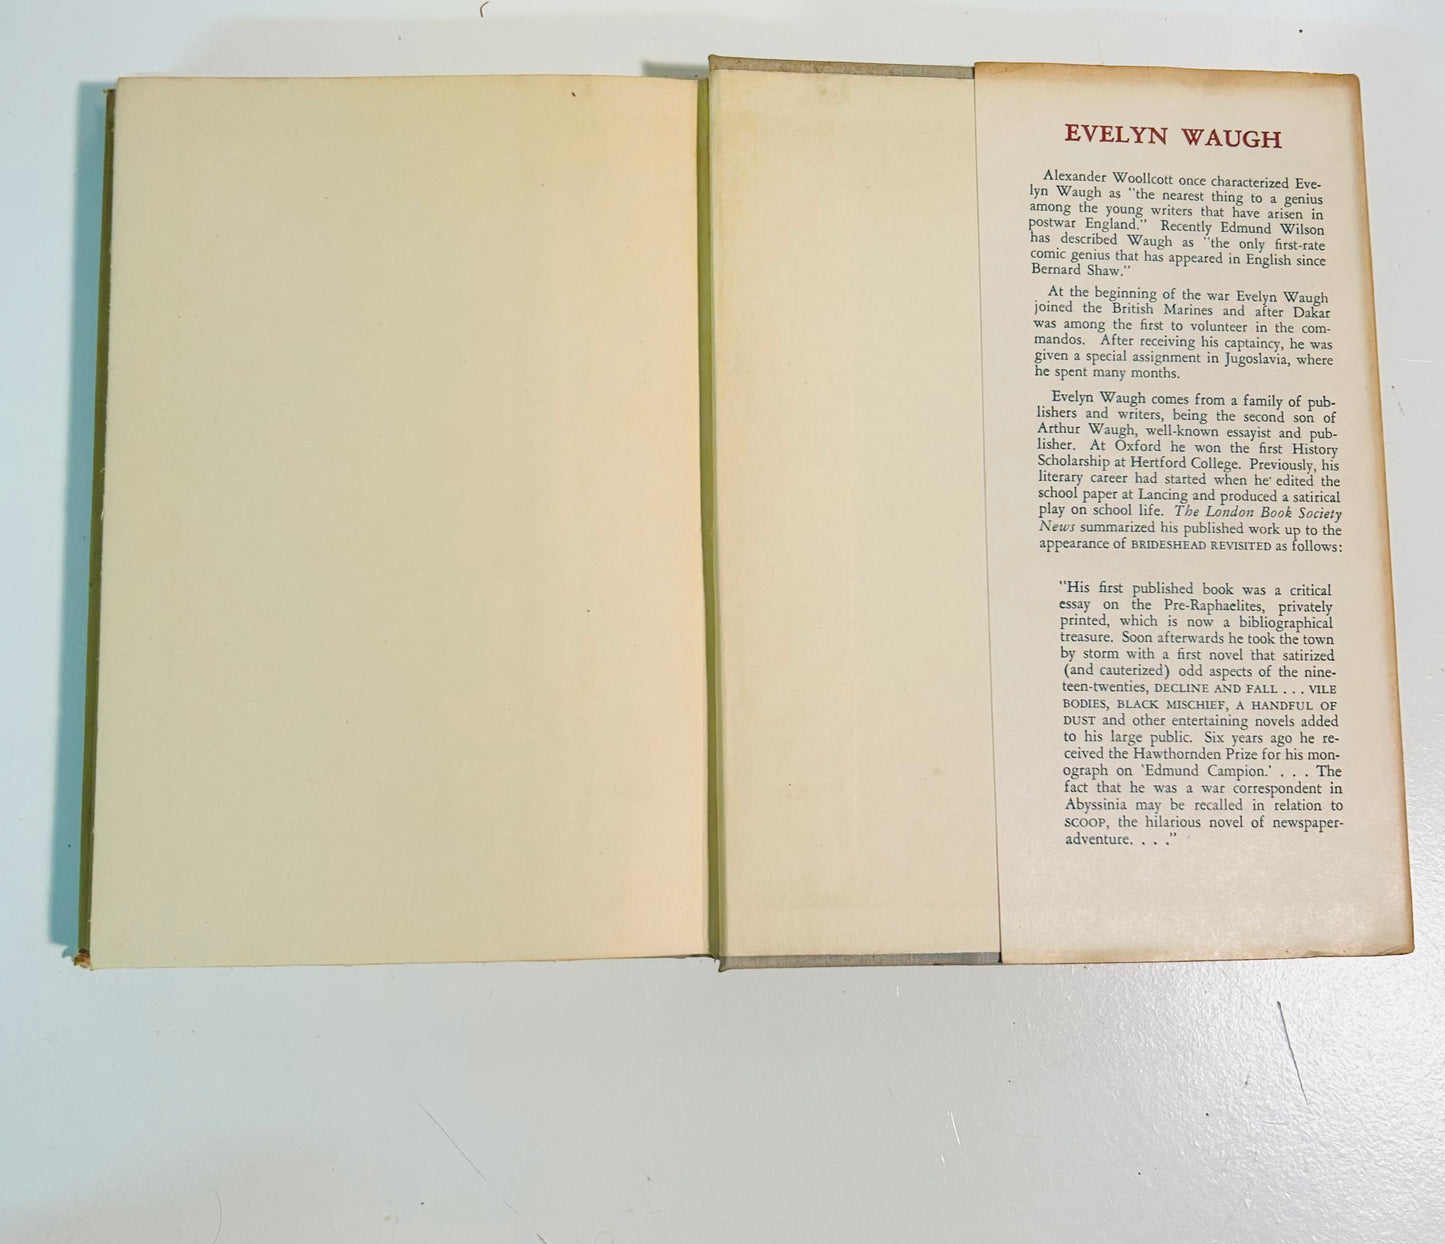 EVELYN WAUGH
Alexander Woollcott once characterized Eve-
lyn Waugh as "the nearest thing to a genius
among the young writers that have arisen in
postwar England." Recently Edmund Wilson
has described Waugh as "the only first-rate
comic genius that has appeared in English since
Bernard Shaw."
At the beginning of the war Evelyn Waugh
joined the British Marines and after Dakar
was among the first to volunteer in the com-
mandos. After receiving his captaincy, he was
given a special assignment in Jugoslavia, where
he spent many months.
Evelyn Waugh comes from a family of pub-
lishers and writers, being the second son of
Arthur Waugh, well-known essayist and pub-
lisher. At Oxford he won the first History
Scholarship at Hertford College. Previously, his
literary career had started when he edited the
school paper at Lancing and produced a satirical
play on school life. The London Book Society
News summarized his published work up to the
appearance of BRIDESHEAD REVISITED as follows:
"His first published book was a critical
essay on the Pre-Raphaelites, privately
printed, which is now a bibliographical
treasure. Soon afterwards he took the town
by storm with a first novel that satirized
(and cauterized) odd aspects of the nine-
teen-twenties, DECLINE AND FALL . . . VILE
BODIES, BLACK MISCHIEF, A HANDFUL OF
DUST and other entertaining novels added
to his large public. Six years ago he re-
ceived the Hawthornden Prize for his mon-
ograph on 'Edmund Campion.' . . . The
fact that he was a war correspondent in
Abyssinia may be recalled in relation to
SCOOP, the hilarious novel of newspaper-
adventure. . . ."